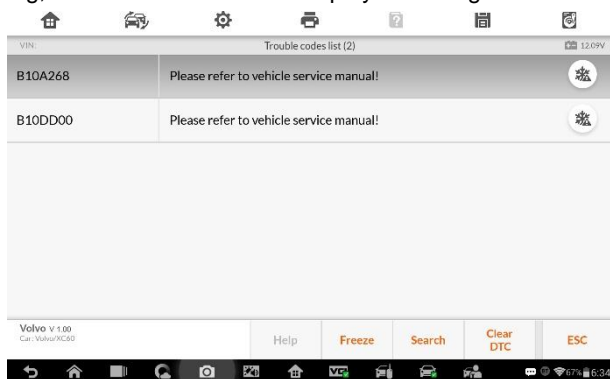 VIN:
Trouble codes list (2)
12.09V
B10A268
Please refer to vehicle service manual!
B10DD00
Please refer to vehicle service manual!
Volvo V 1.00
Car: Volvo/XC60
Help
Freeze
Search
Clear
DTC
ESC
67%
6:34